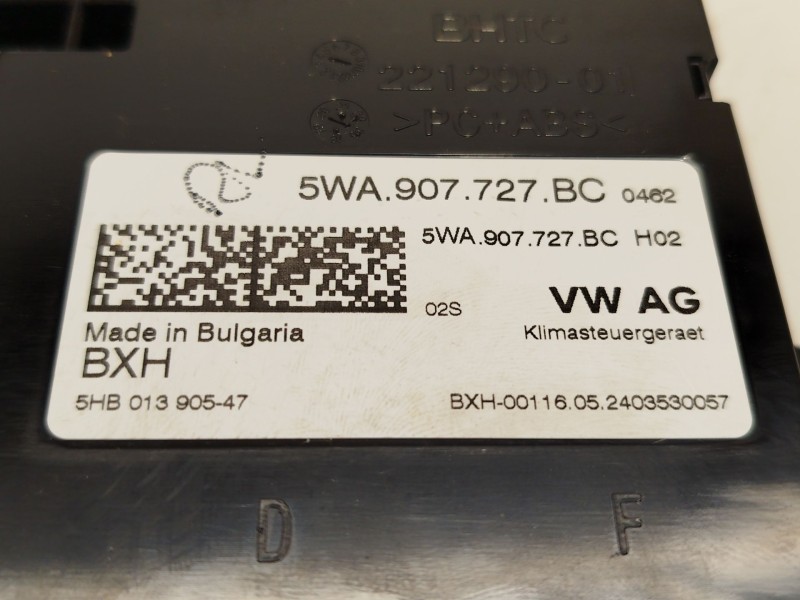 BHTC
221290-01
>PC+ABS<
5WA.907.727.BC 0462
5WA.907.727.BC H02
02S VW AG
Made in Bulgaria Klimasteuergeraet
BXH
5HB 013 905-47 BXH-00116.05.2403530057
D F